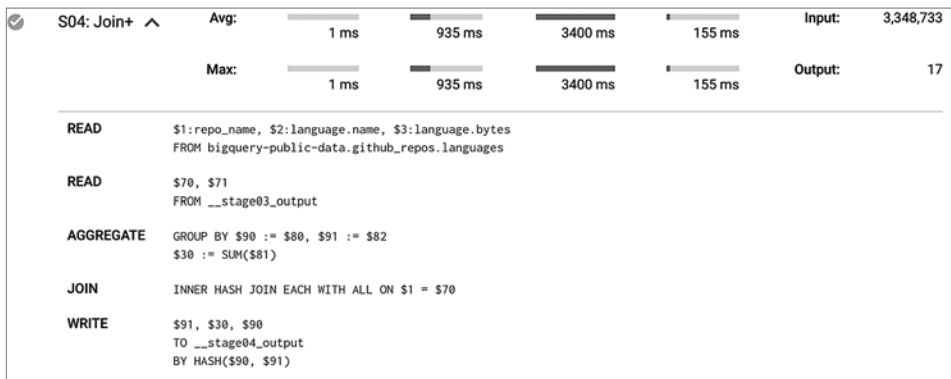 S04: Join+ Avg: 1 ms 935 ms 3400 ms 155 ms Input: 3,348,733
Max: 1 ms 935 ms 3400 ms 155 ms Output: 17
READ $1:repo_name, $2:language.name, $3:language.bytes
FROM bigquery-public-data.github_repos.languages
READ $70, $71
FROM __stage03_output
AGGREGATE GROUP BY $90 := $80, $91 := $82
$30 := SUM($81)
JOIN INNER HASH JOIN EACH WITH ALL ON $1 = $70
WRITE $91, $30, $90
TO __stage04_output
BY HASH($90, $91)